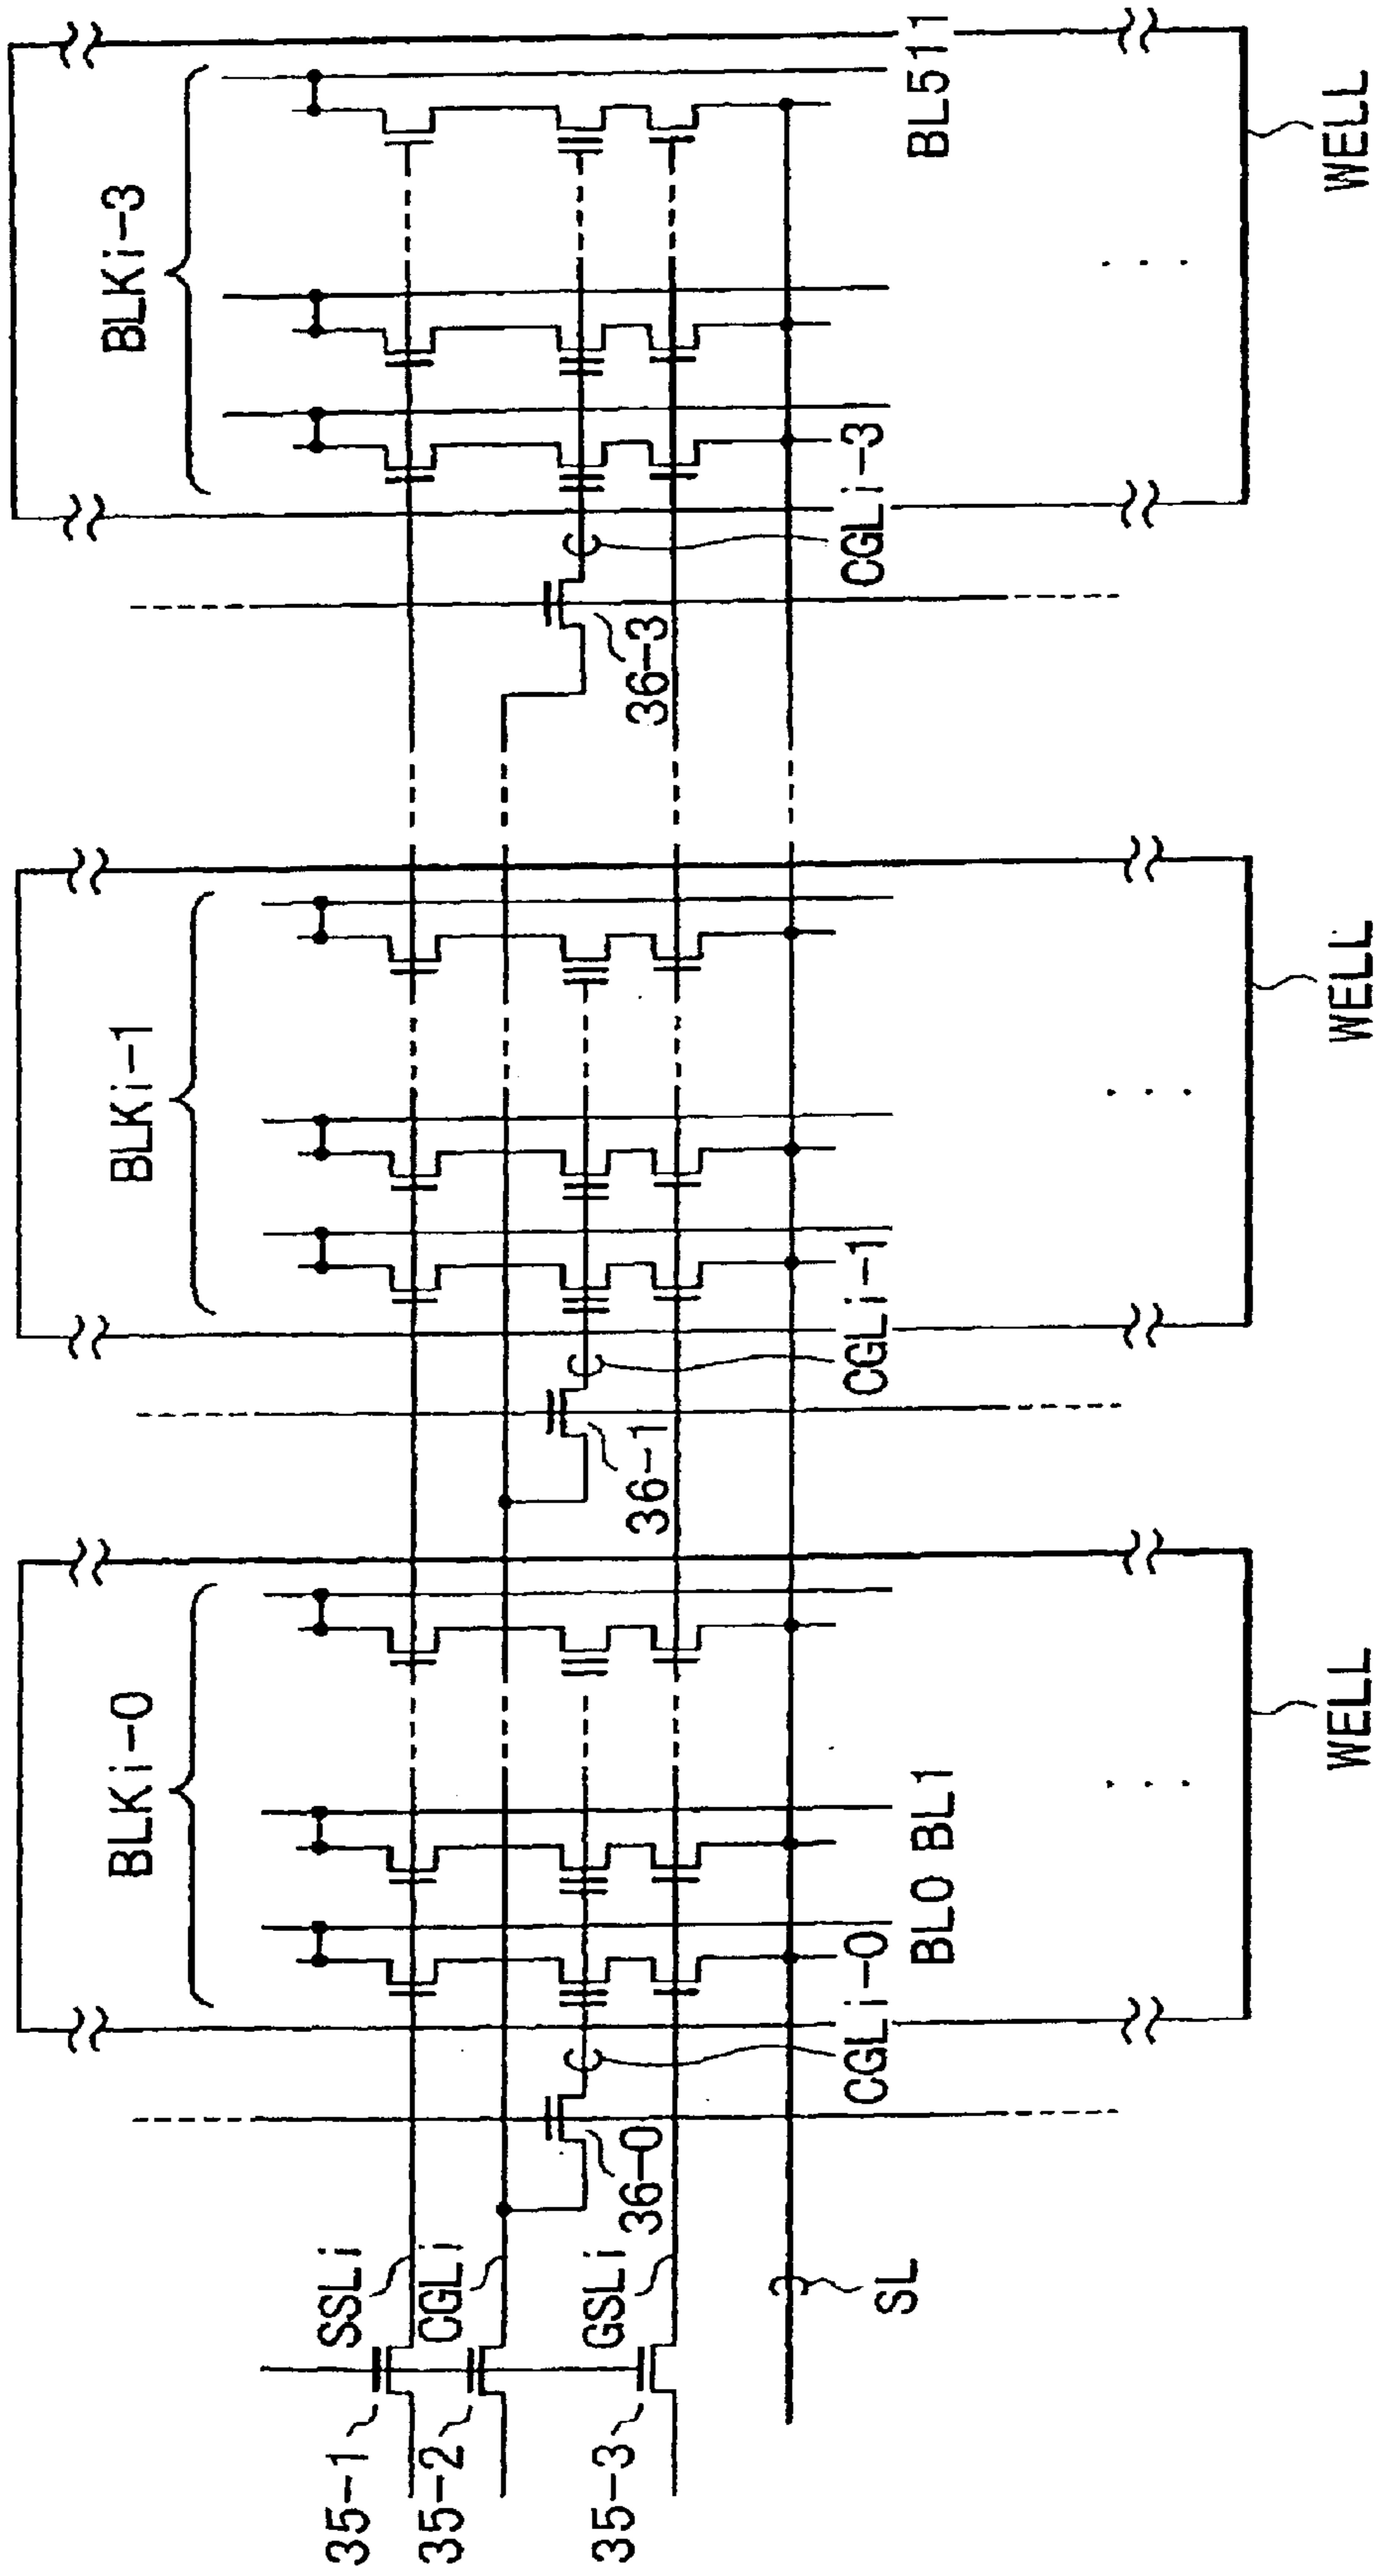 BLKi-0
BLKi-1
BLKi-3
35-1
SSLi
35-2
CGLi
35-3
GSLi
36-0
36-1
36-3
SL
CGLi-0
CGLi-1
CGLi-3
BL0 BL1
BL511
WELL
WELL
WELL